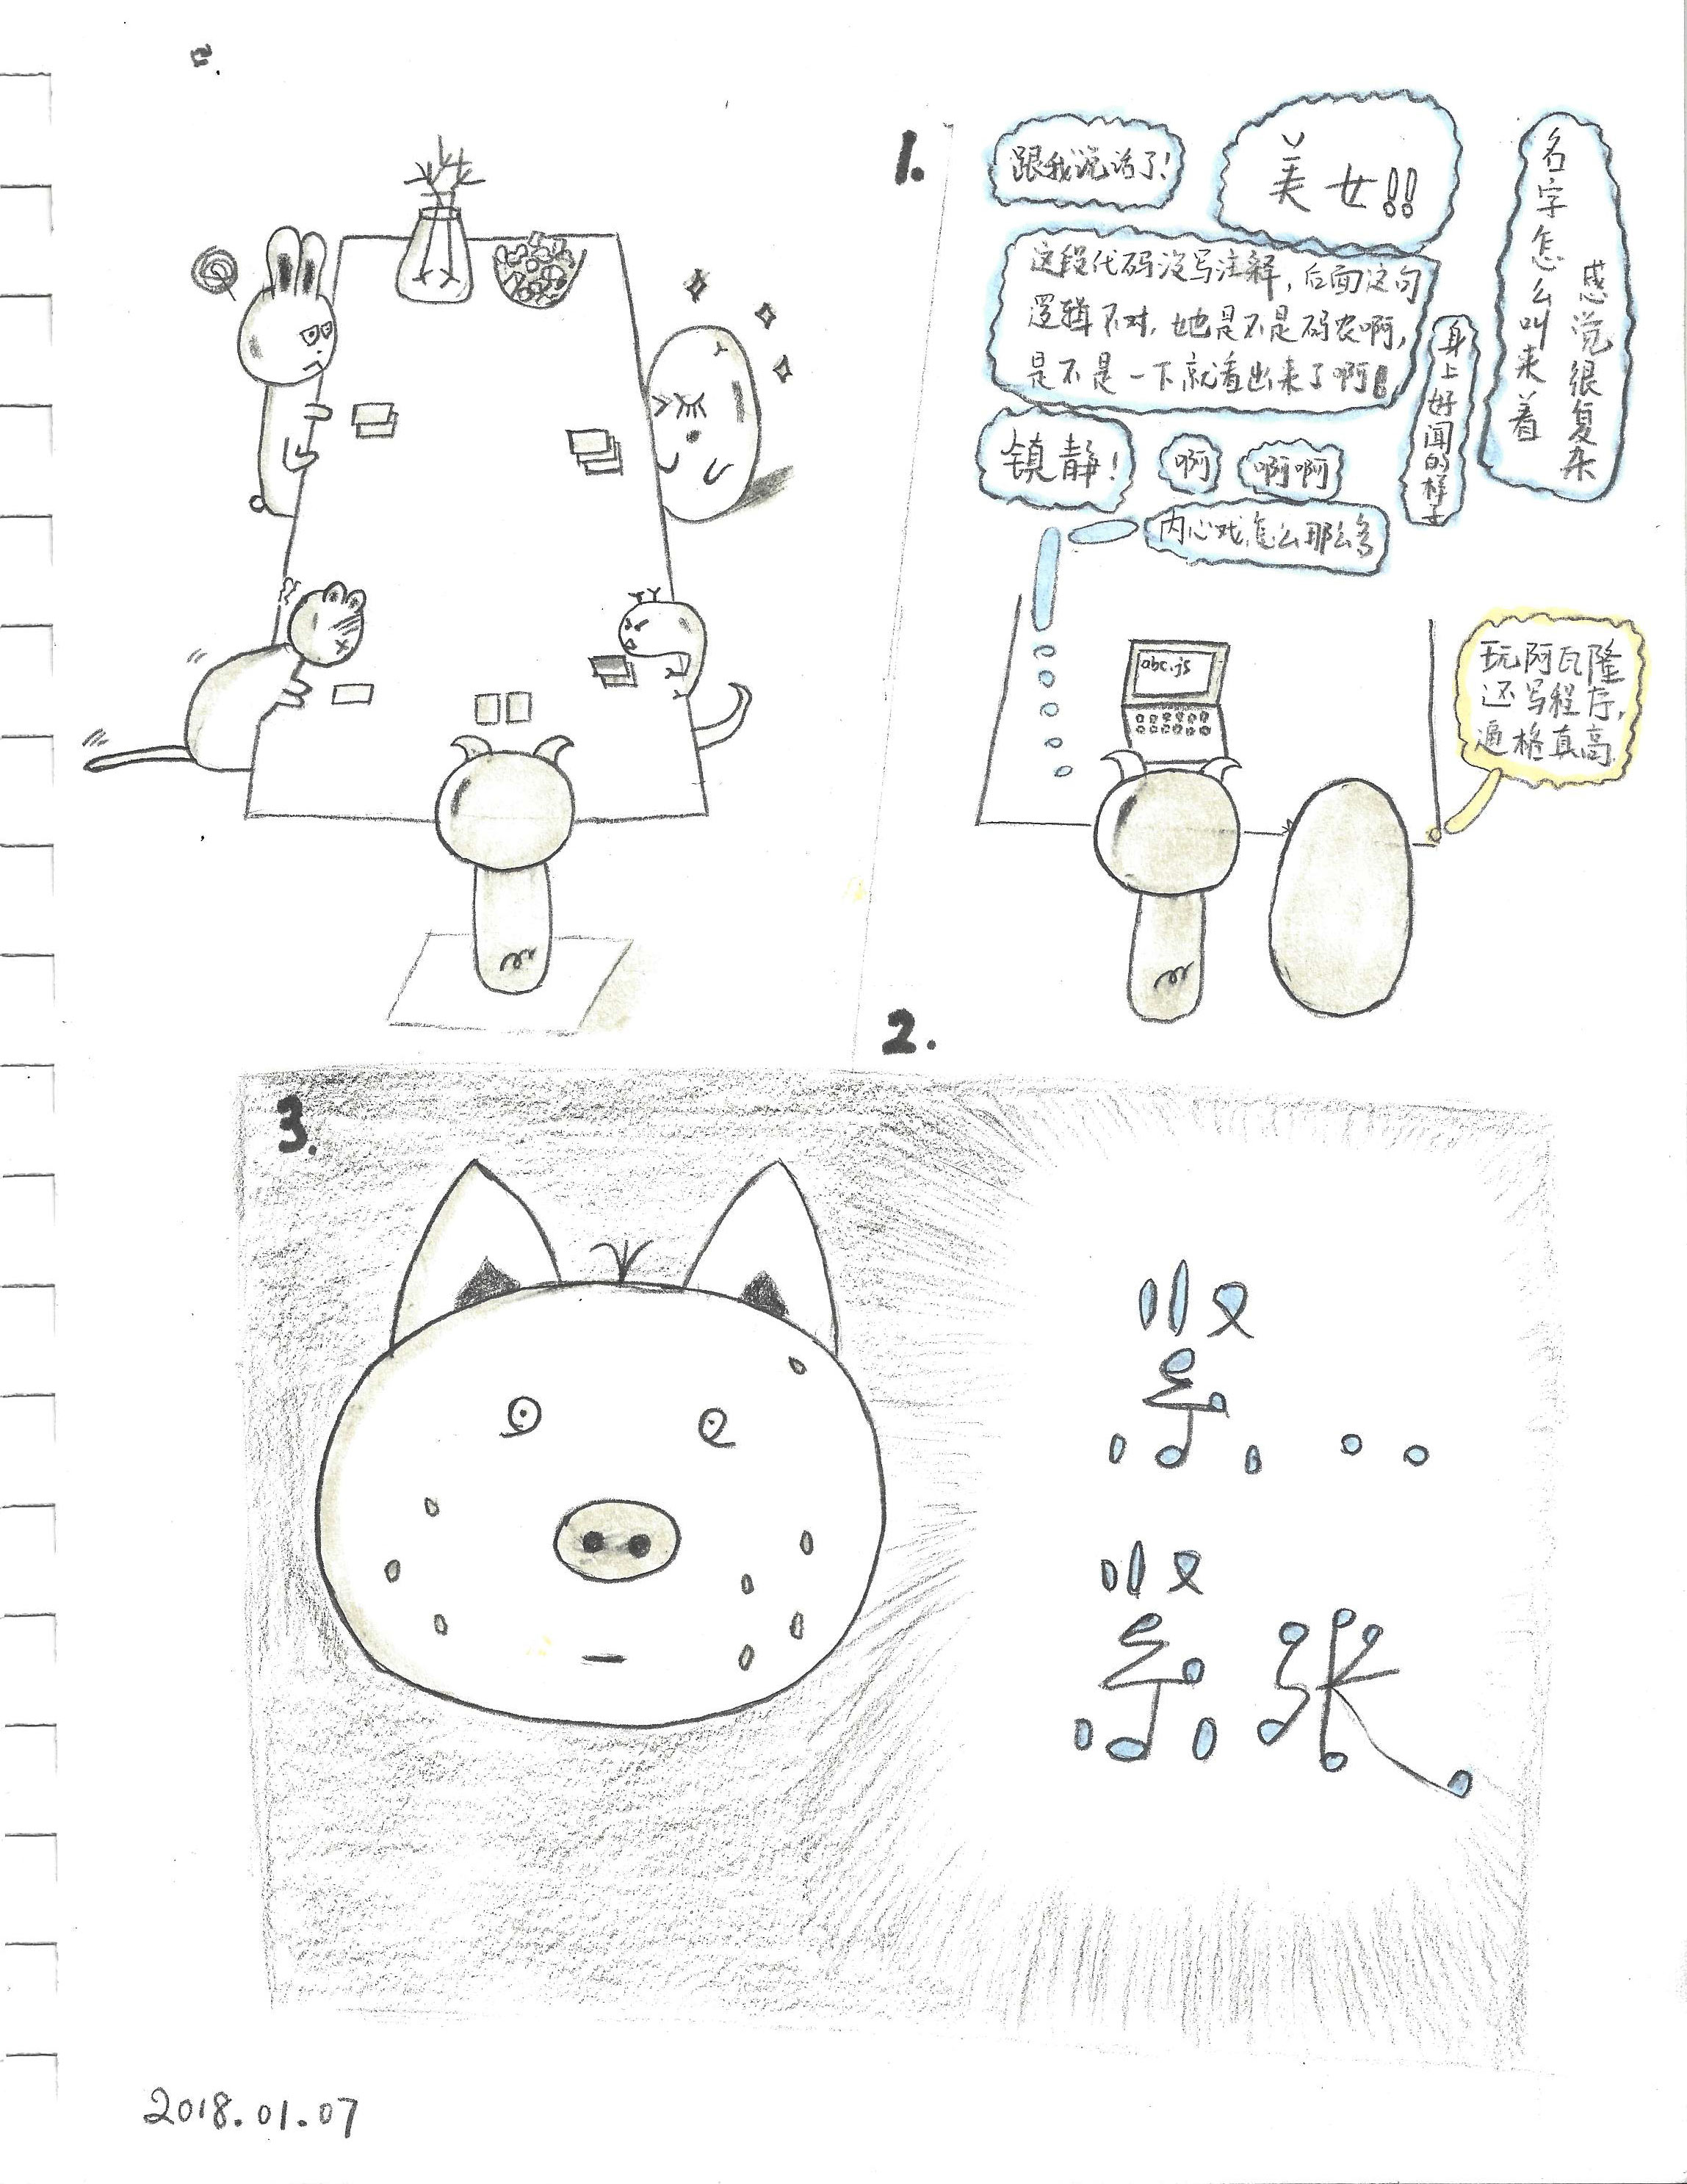 1.
跟我说话了!
美女!!
名字怎么叫来着
感觉很复杂
这段代码没写注释,后面这句
逻辑不对,她是不是码农啊,
是不是一下就看出来了啊!
身上好闻的样子
镇静!
啊
啊啊
内心戏怎么那么多
abc.js
玩阿瓦隆
还写程序,
逼格真高
2.
3.
紧..
紧张
2018.01.07